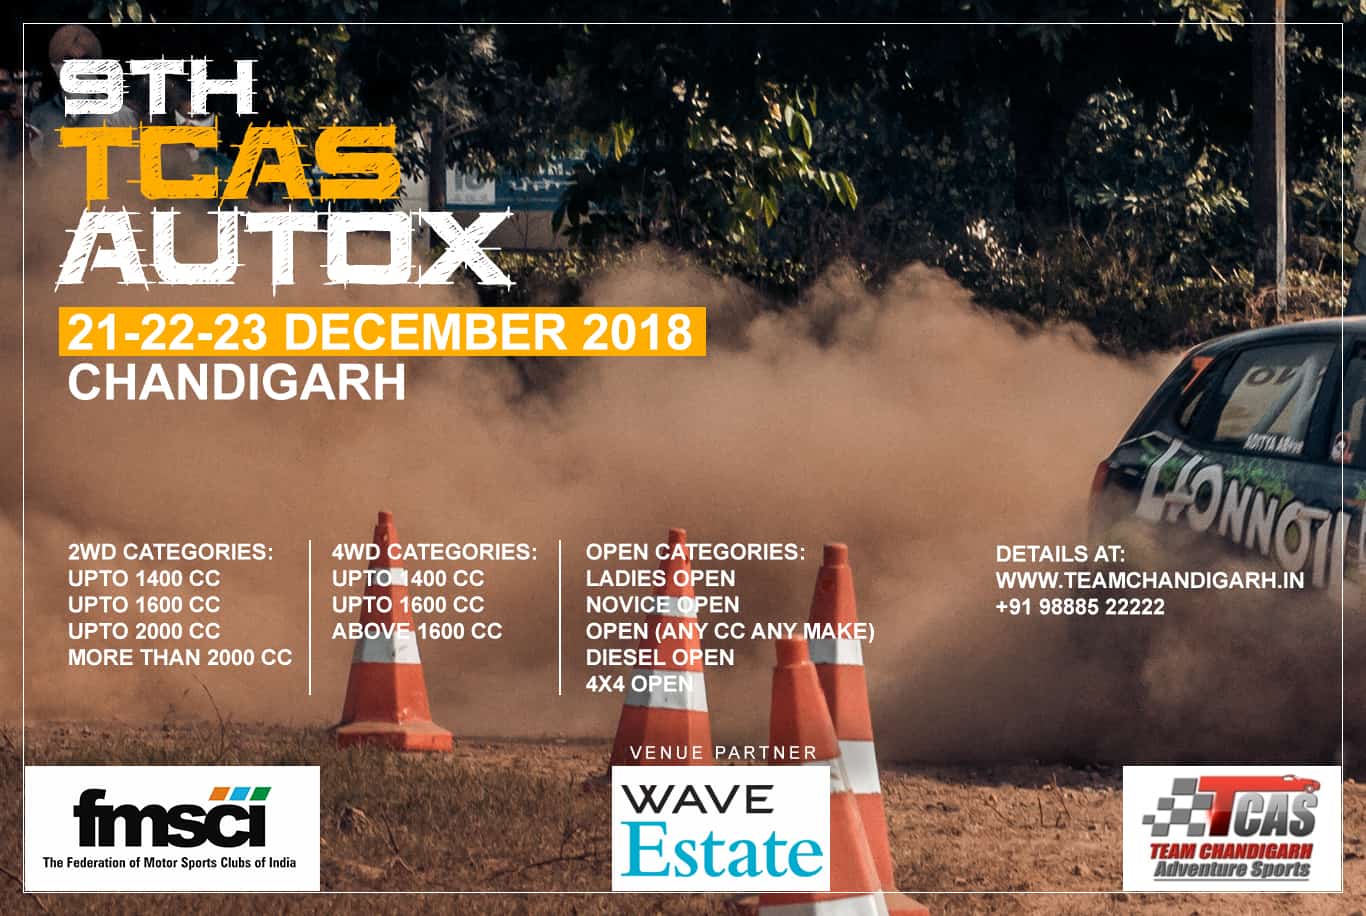 9TH
TCAS
AUTOX
21-22-23 DECEMBER 2018
CHANDIGARH
2WD CATEGORIES:
UPTO 1400 CC
UPTO 1600 CC
UPTO 2000 CC
MORE THAN 2000 CC
4WD CATEGORIES:
UPTO 1400 CC
UPTO 1600 CC
ABOVE 1600 CC
OPEN CATEGORIES:
LADIES OPEN
NOVICE OPEN
OPEN (ANY CC ANY MAKE)
DIESEL OPEN
4X4 OPEN
DETAILS AT:
WWW.TEAMCHANDIGARH.IN
+91 98885 22222
ADITYA
VENUE PARTNER
fmsci
The Federation of Motor Sports Clubs of India
WAVE
Estate
TCAS
TEAM CHANDIGARH
Adventure Sports